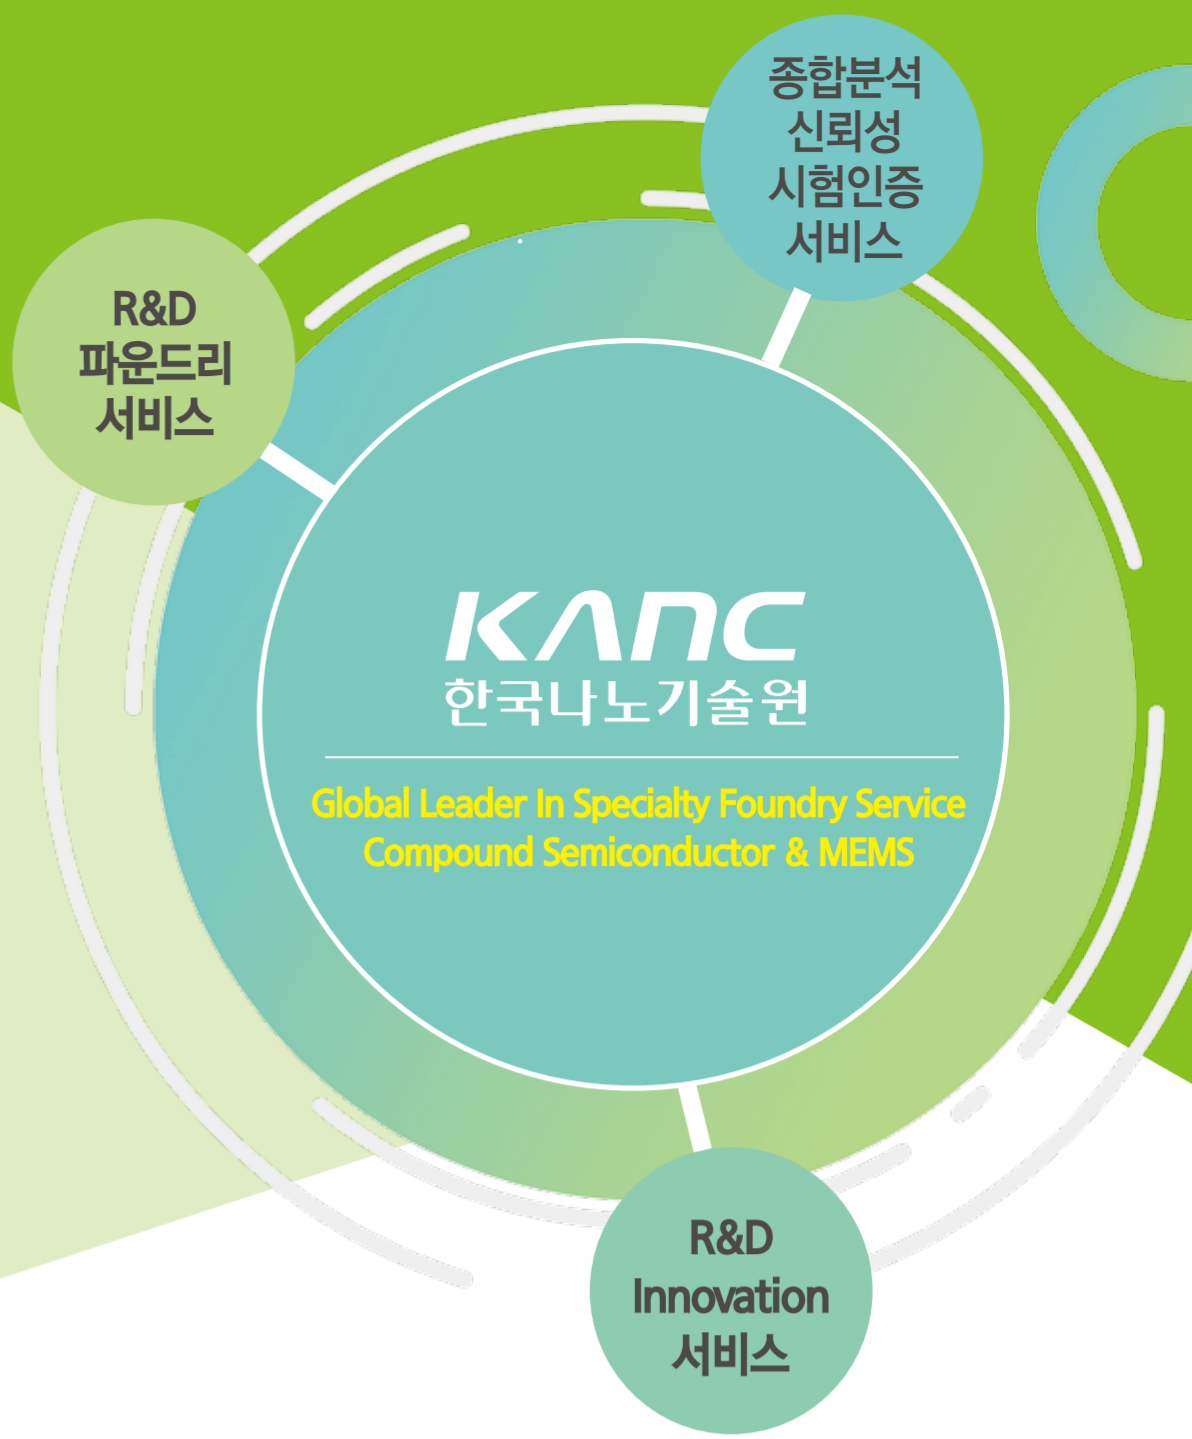 종합분석
신뢰성
시험인증
서비스
R&D
파운드리
서비스
KANC
한국나노기술원
Global Leader In Specialty Foundry Service
Compound Semiconductor & MEMS
R&D
Innovation
서비스